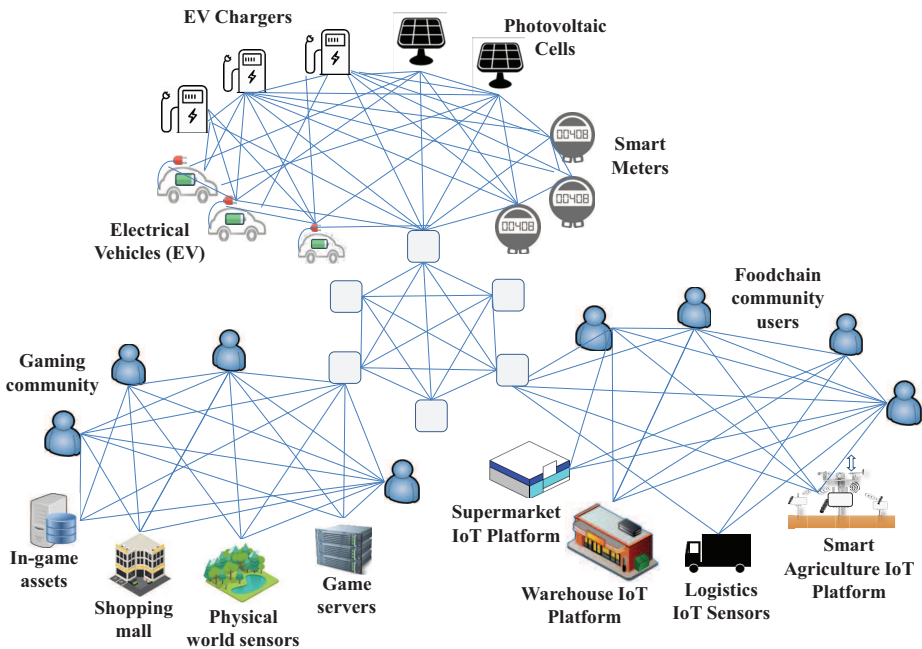 EV Chargers
Photovoltaic
Cells
00408
Smart
Meters
00408
00408
Electrical
Vehicles (EV)
Foodchain
community
users
Gaming
community
Supermarket
IoT Platform
In-game
assets
Shopping
mall
Physical
world sensors
Game
servers
Warehouse IoT
Platform
Logistics
IoT Sensors
Smart
Agriculture IoT
Platform